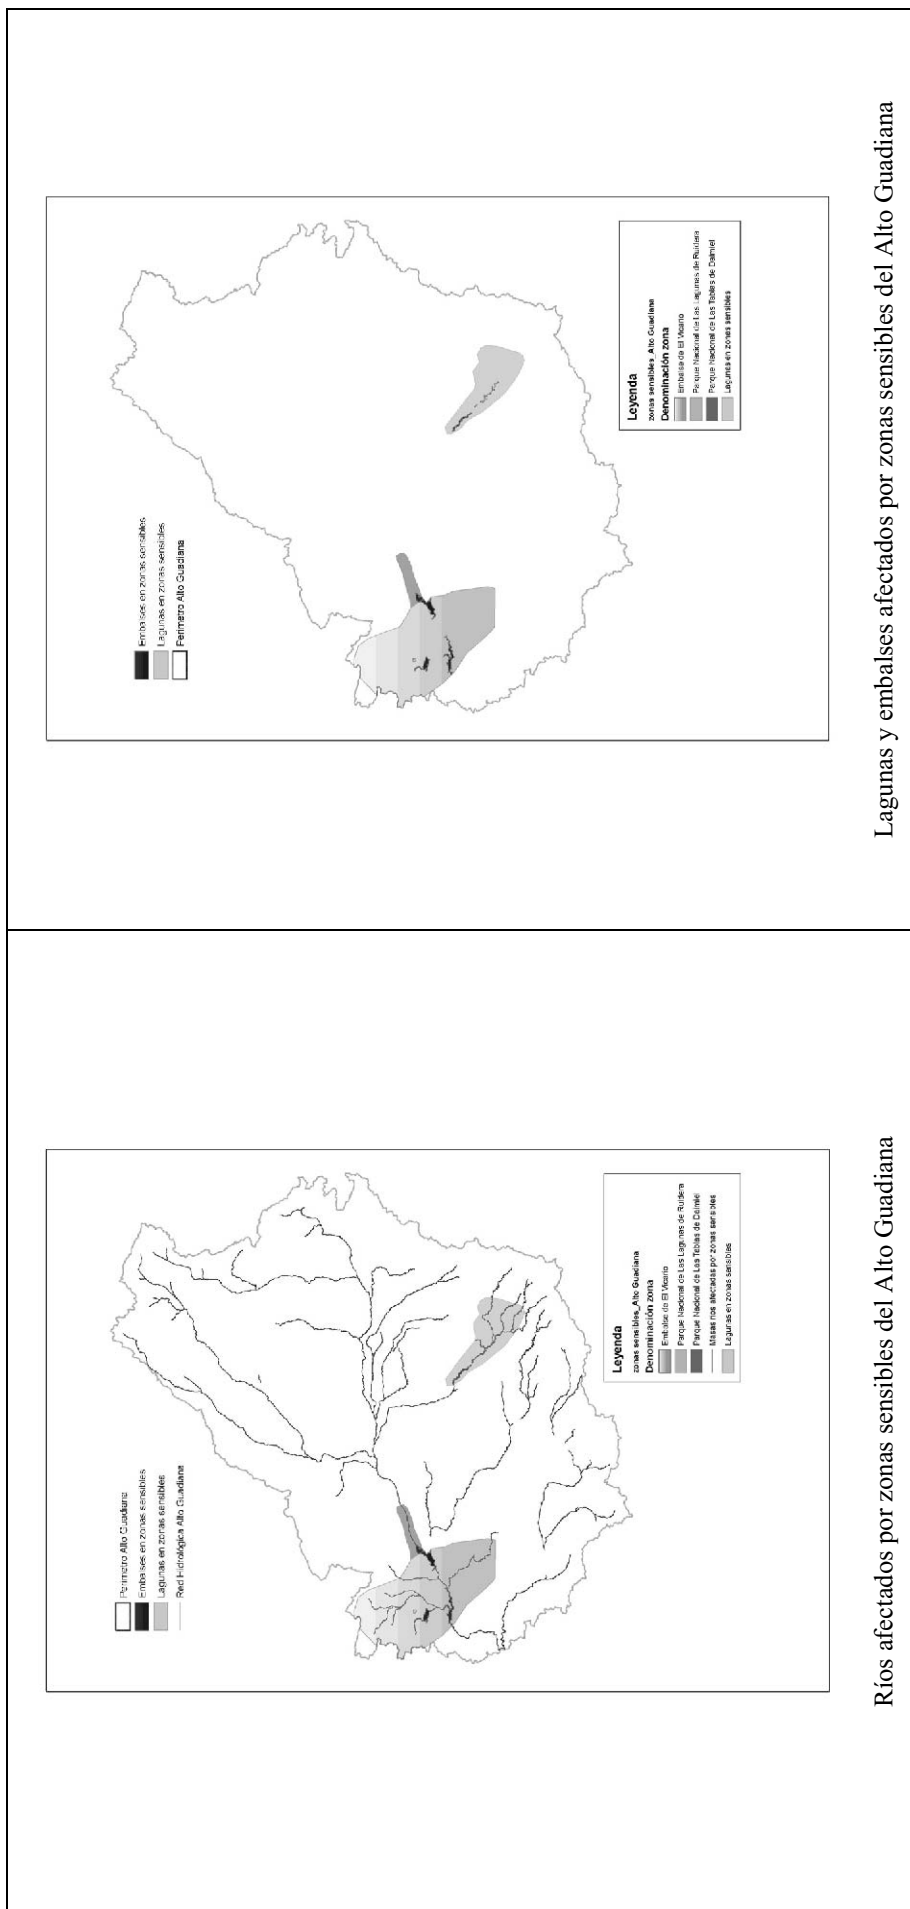 Embalses en zonas sensibles
Lagunas en zonas sensibles
Perímetro Alto Guadiana
Leyenda
zonas sensibles_Alto Guadiana
Denominación zona
Embalse de El Vicario
Parque Nacional de Las Lagunas de Ruidera
Parque Nacional de Las Tablas de Daimiel
Lagunas en zonas sensibles
Lagunas y embalses afectados por zonas sensibles del Alto Guadiana
Perímetro Alto Guadiana
Embalses en zonas sensibles
Lagunas en zonas sensibles
Red Hidrológica Alto Guadiana
Leyenda
zonas sensibles_Alto Guadiana
Denominación zona
Embalse de El Vicario
Parque Nacional de Las Lagunas de Ruidera
Parque Nacional de Las Tablas de Daimiel
Masas ríos afectadas por zonas sensibles
Lagunas en zonas sensibles
Ríos afectados por zonas sensibles del Alto Guadiana